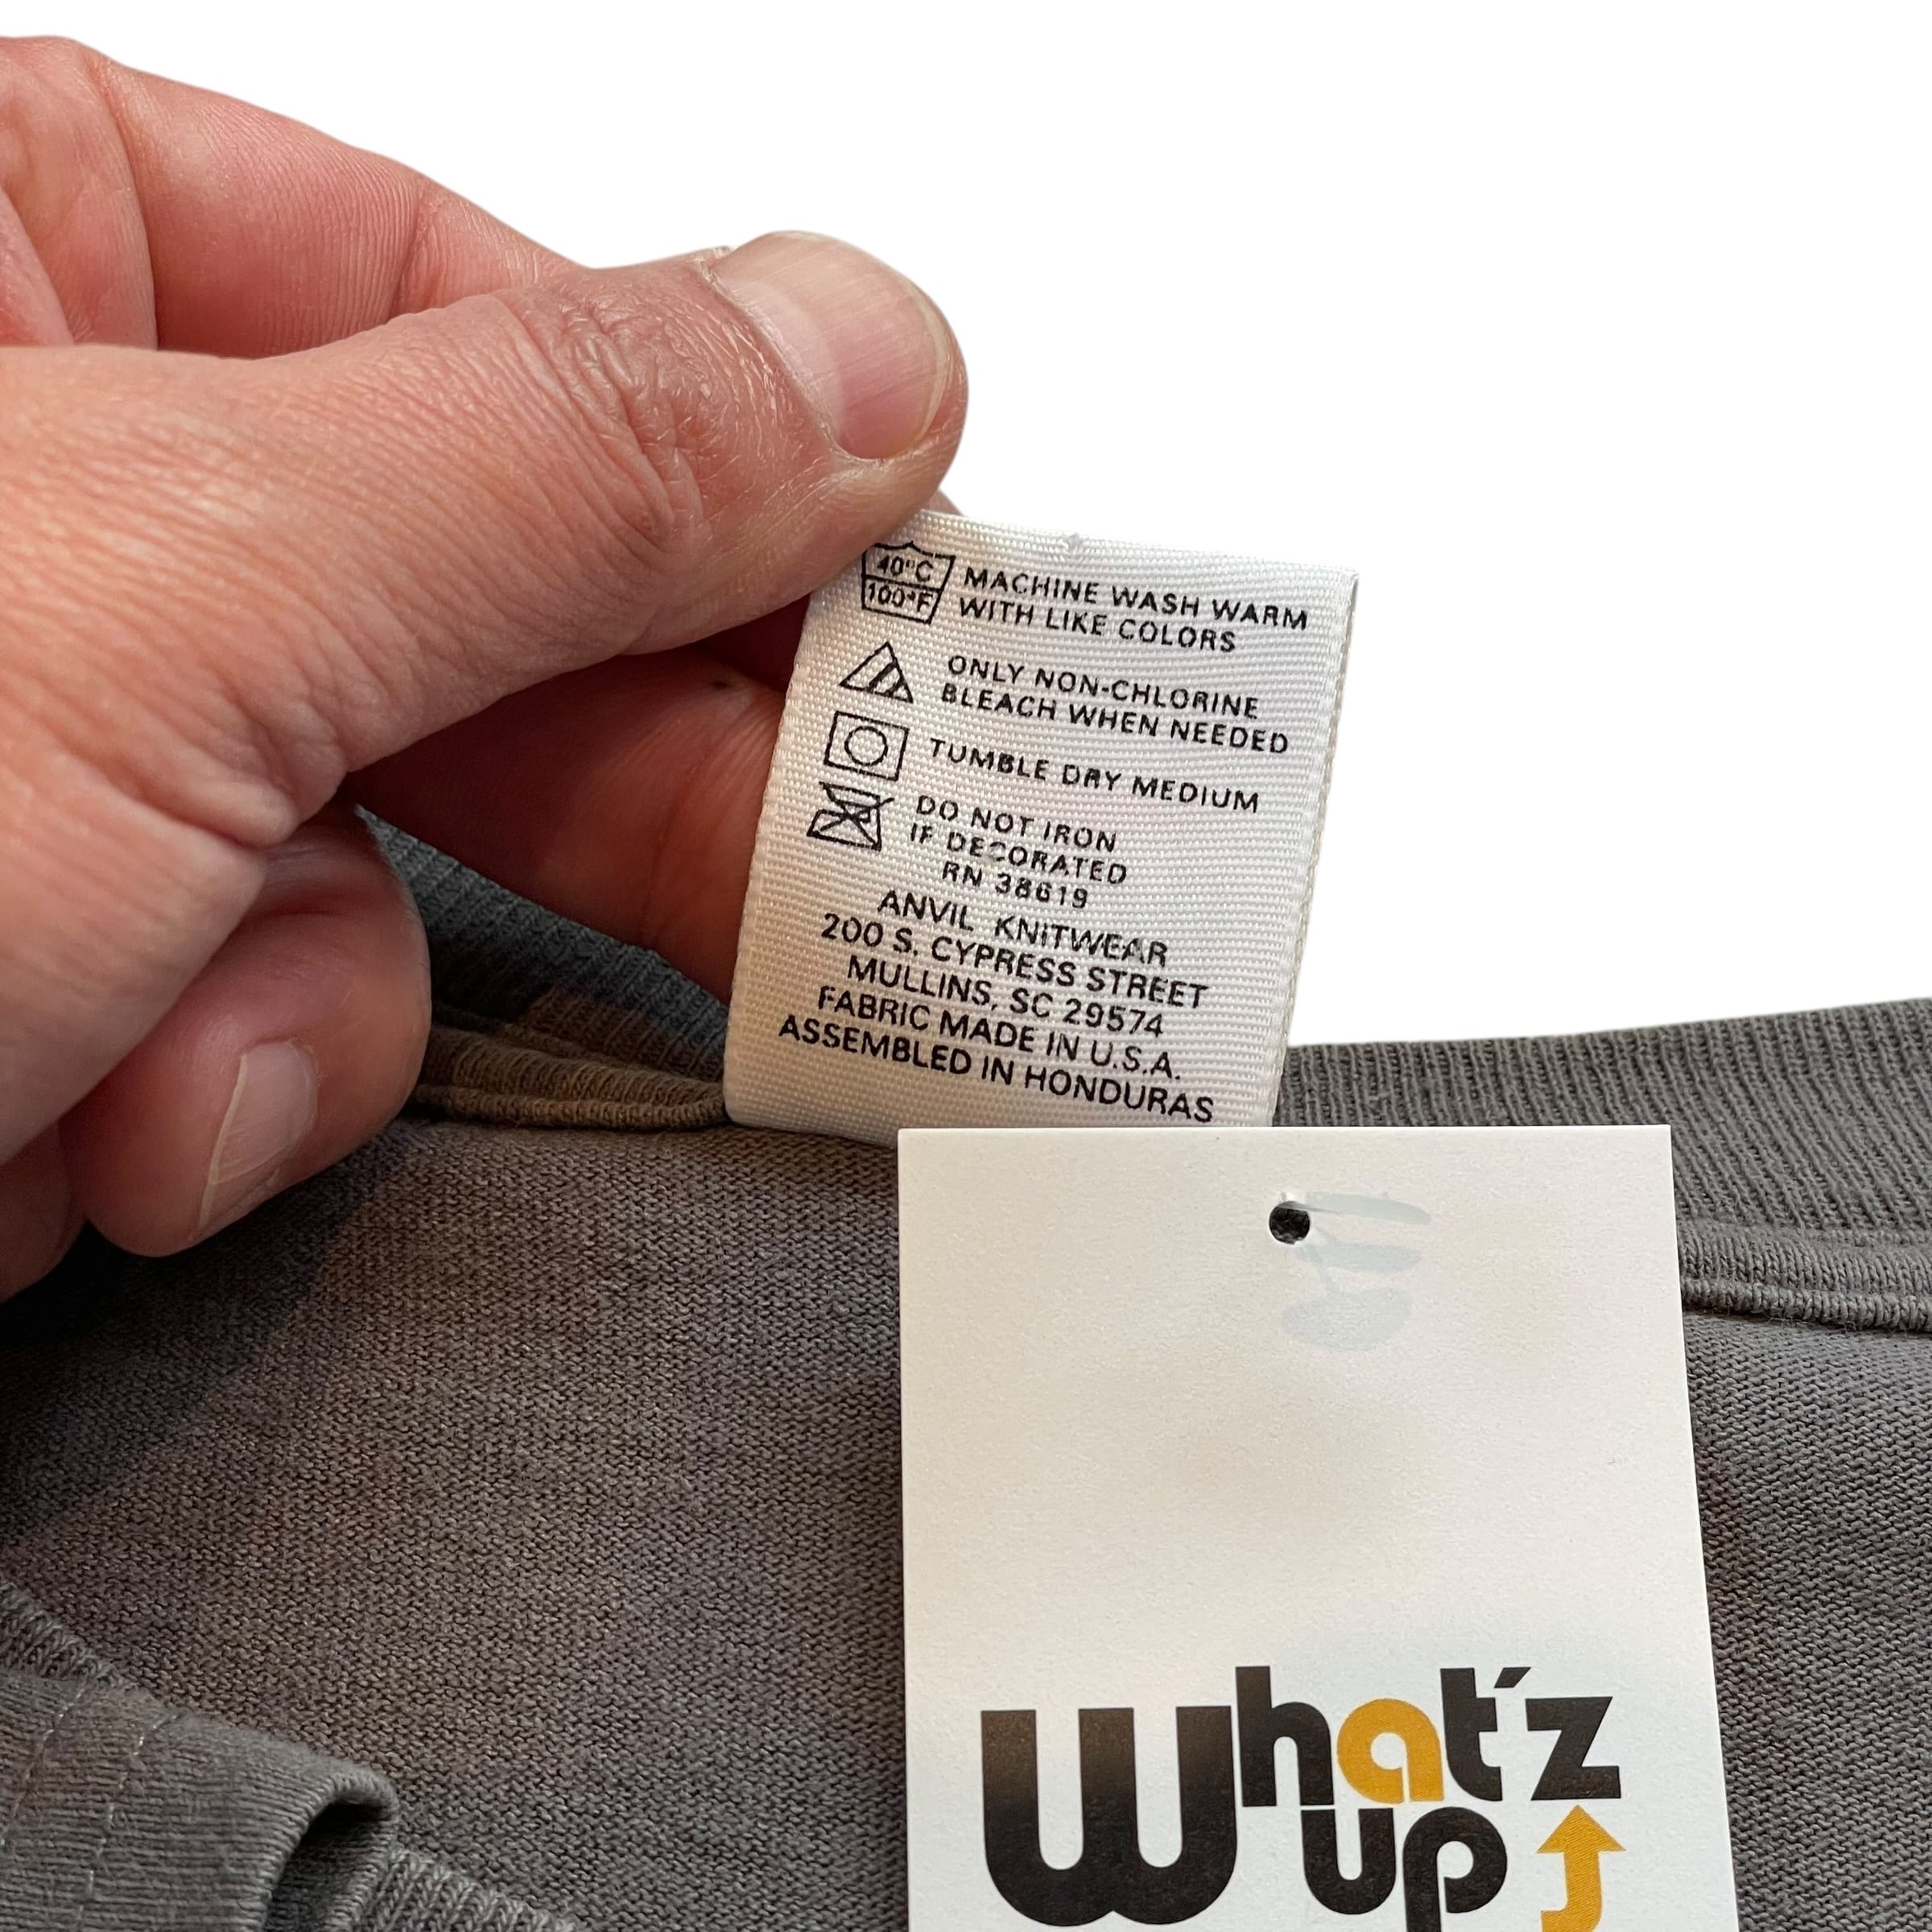 40°C
100°F
MACHINE WASH WARM
WITH LIKE COLORS
ONLY NON-CHLORINE
BLEACH WHEN NEEDED
TUMBLE DRY MEDIUM
DO NOT IRON
IF DECORATED
RN 38619
ANVIL KNITWEAR
200 S. CYPRESS STREET
MULLINS, SC 29574
FABRIC MADE IN U.S.A.
ASSEMBLED IN HONDURAS
what'z
up